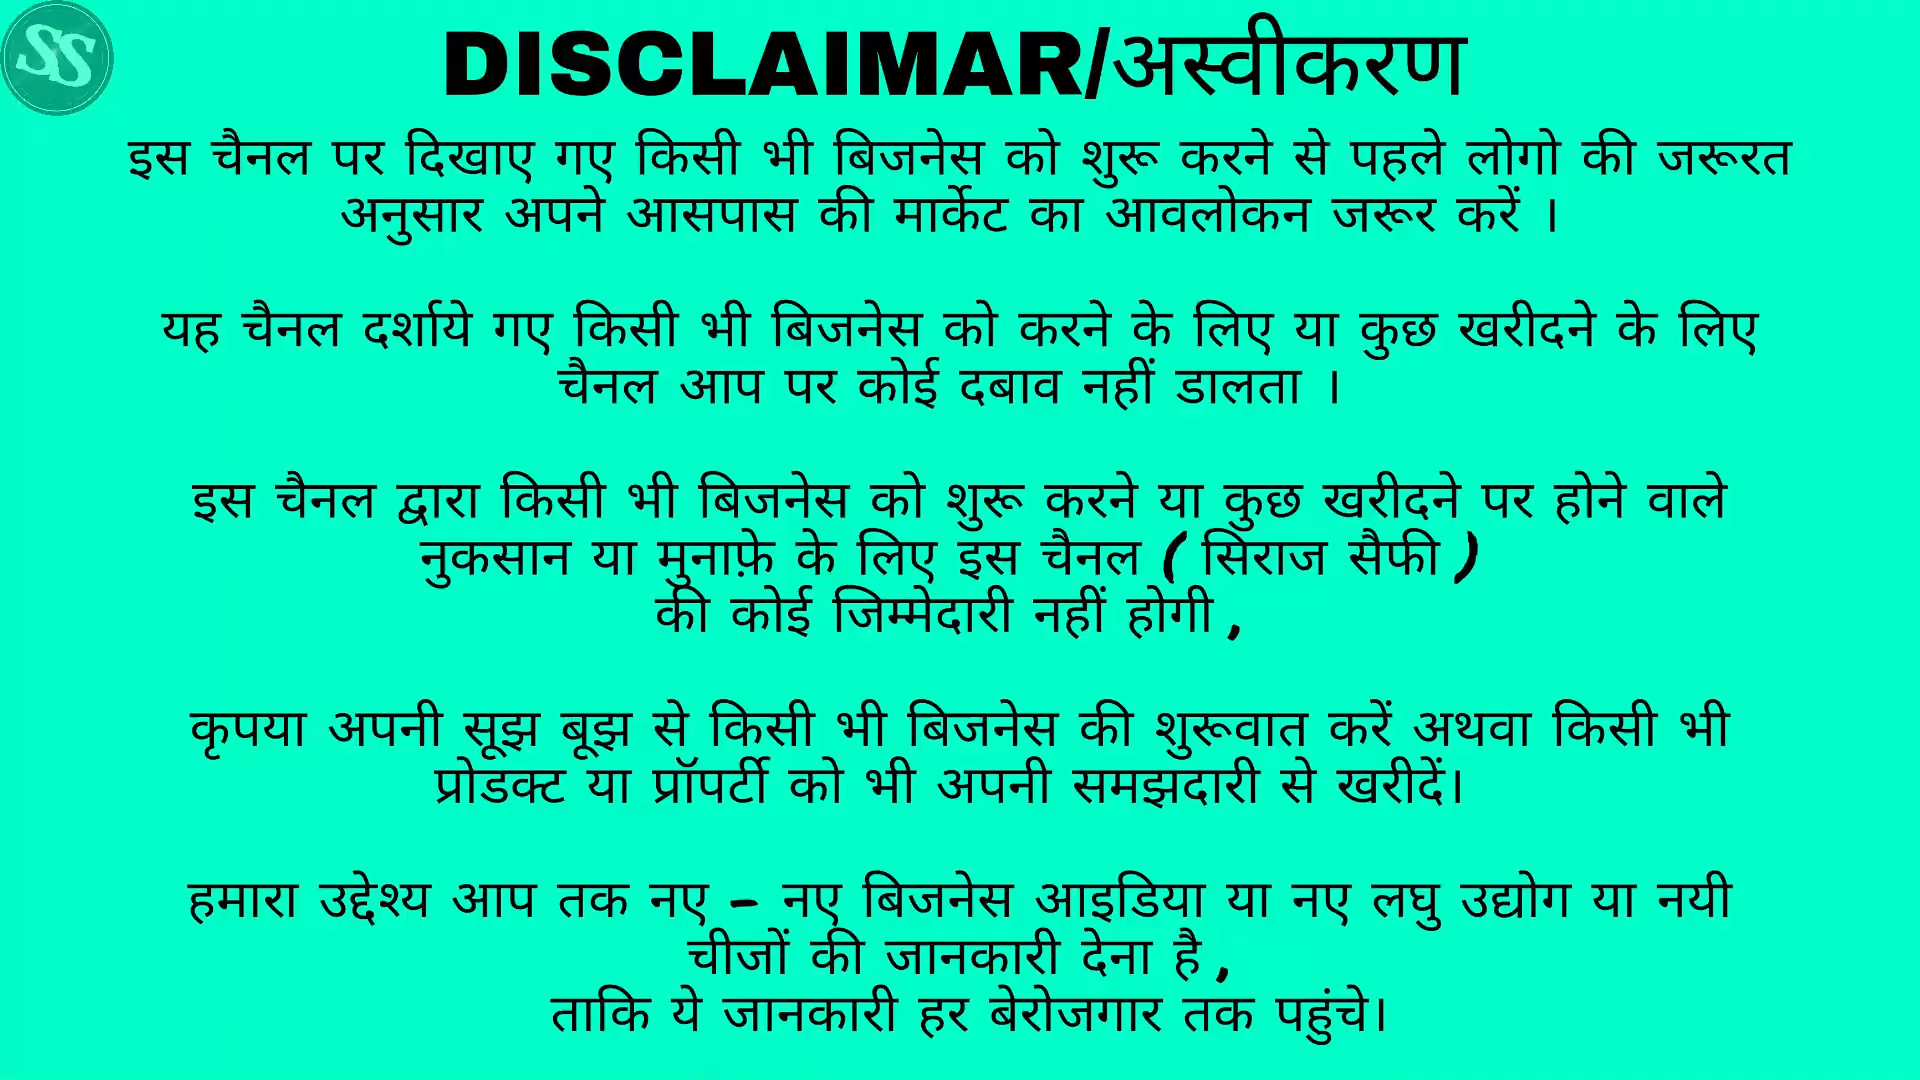 SS
DISCLAIMAR/अस्वीकरण
इस चैनल पर दिखाए गए किसी भी बिजनेस को शुरू करने से पहले लोगो की जरूरत
अनुसार अपने आसपास की मार्केट का आवलोकन जरूर करें ।
यह चैनल दर्शाये गए किसी भी बिजनेस को करने के लिए या कुछ खरीदने के लिए
चैनल आप पर कोई दबाव नहीं डालता ।
इस चैनल द्वारा किसी भी बिजनेस को शुरू करने या कुछ खरीदने पर होने वाले
नुकसान या मुनाफ़े के लिए इस चैनल ( सिराज सैफी )
की कोई जिम्मेदारी नहीं होगी ,
कृपया अपनी सूझ बूझ से किसी भी बिजनेस की शुरूवात करें अथवा किसी भी
प्रोडक्ट या प्रॉपर्टी को भी अपनी समझदारी से खरीदें।
हमारा उद्देश्य आप तक नए - नए बिजनेस आइडिया या नए लघु उद्योग या नयी
चीजों की जानकारी देना है ,
ताकि ये जानकारी हर बेरोजगार तक पहुंचे।